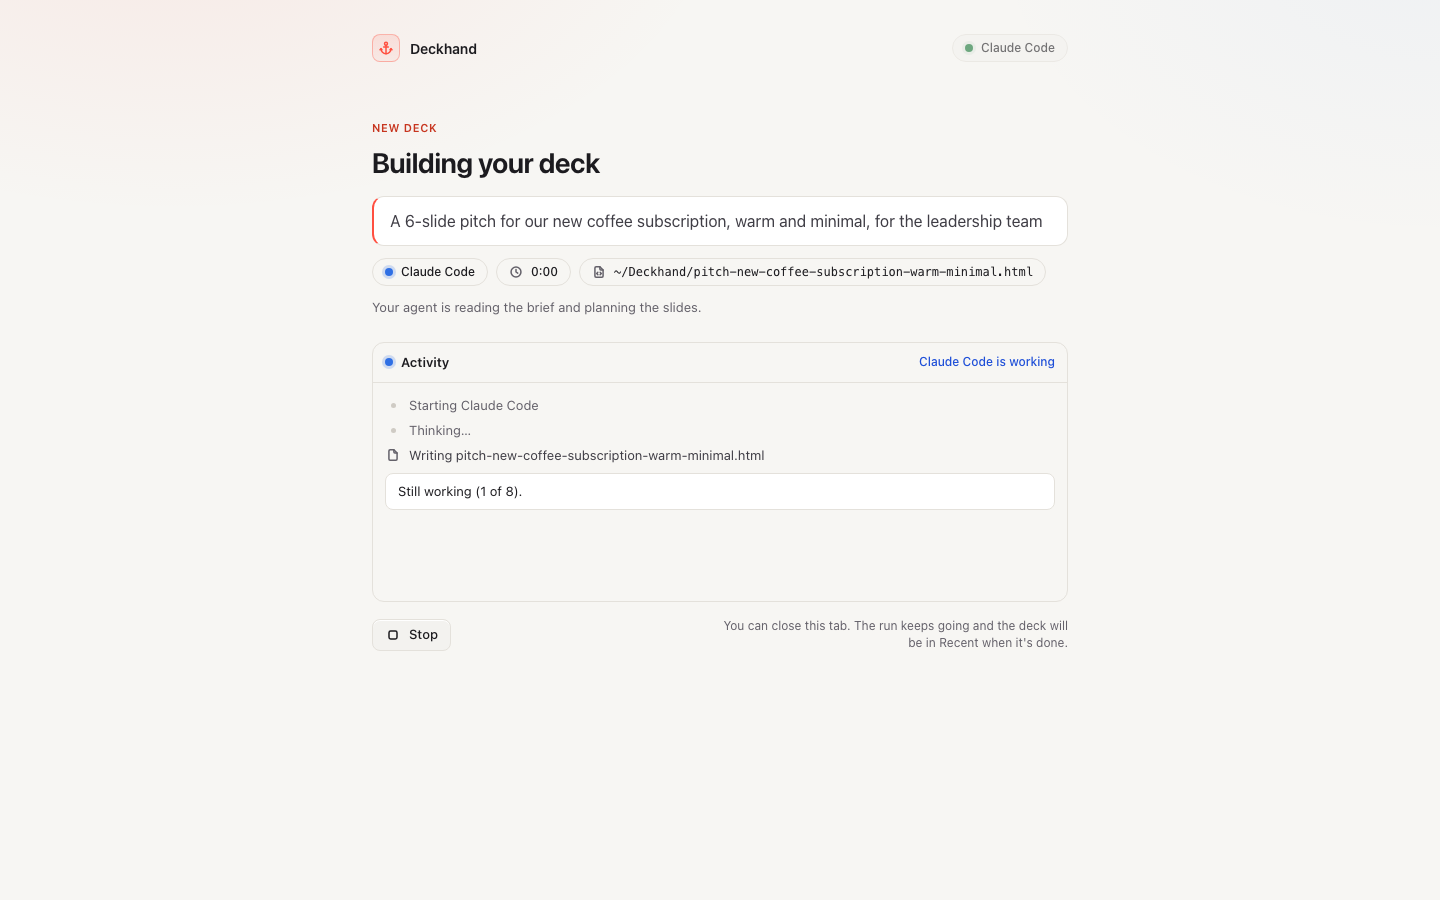 Deckhand
Claude Code
NEW DECK
Building your deck
A 6-slide pitch for our new coffee subscription, warm and minimal, for the leadership team
Claude Code
0:00
~/Deckhand/pitch-new-coffee-subscription-warm-minimal.html
Your agent is reading the brief and planning the slides.
Activity
Claude Code is working
Starting Claude Code
Thinking…
Writing pitch-new-coffee-subscription-warm-minimal.html
Still working (1 of 8).
Stop
You can close this tab. The run keeps going and the deck will
be in Recent when it's done.